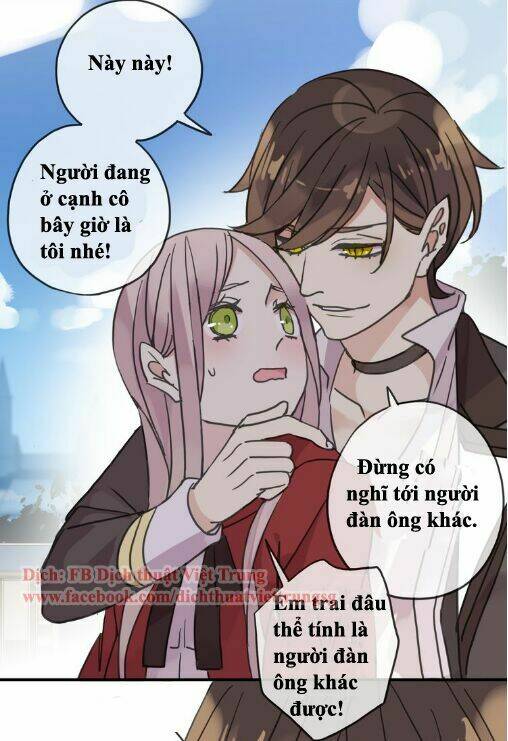 Này này!
Người đang
ở cạnh cô
bây giờ là
tôi nhé!
Đừng có
nghĩ tới người
đàn ông khác.
Dịch: FB Dịch thuật Việt Trung
www.facebook.com/dichthuatviettrungsg
Em trai đâu
thể tính là
người đàn
ông khác
được!